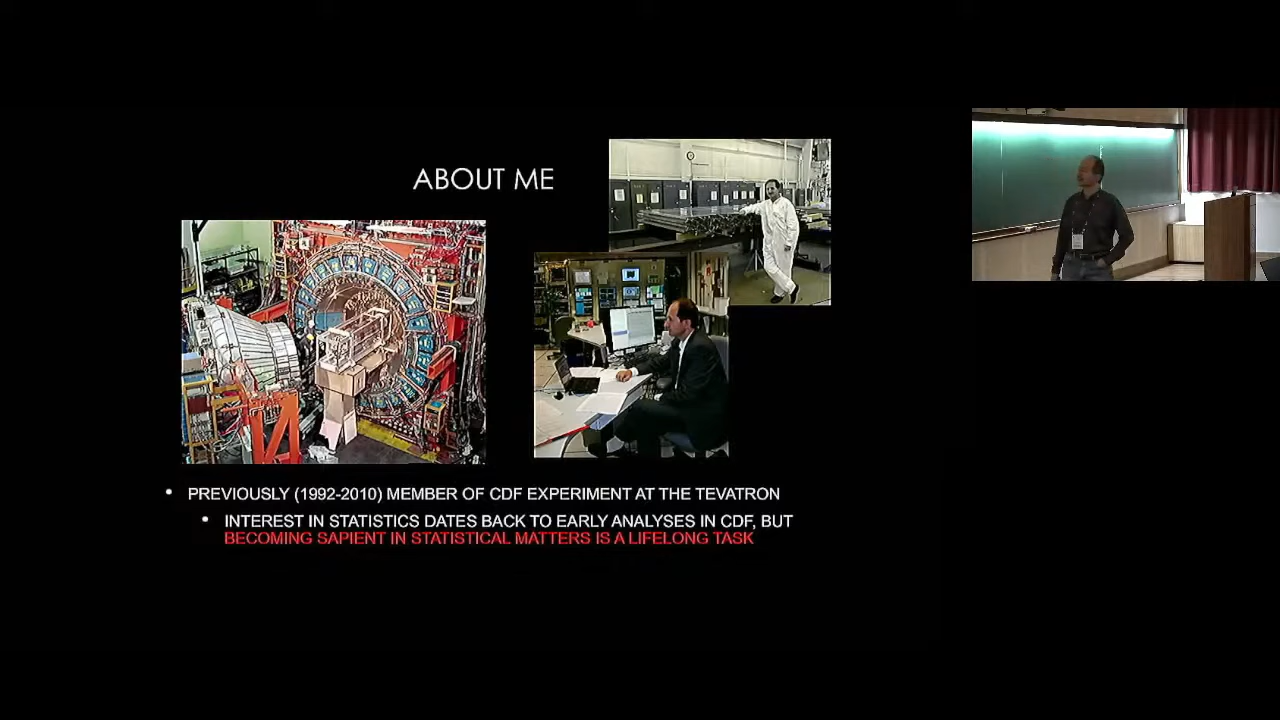 ABOUT ME
PREVIOUSLY (1992-2010) MEMBER OF CDF EXPERIMENT AT THE TEVATRON
INTEREST IN STATISTICS DATES BACK TO EARLY ANALYSES IN CDF, BUT
BECOMING SAPIENT IN STATISTICAL MATTERS IS A LIFELONG TASK